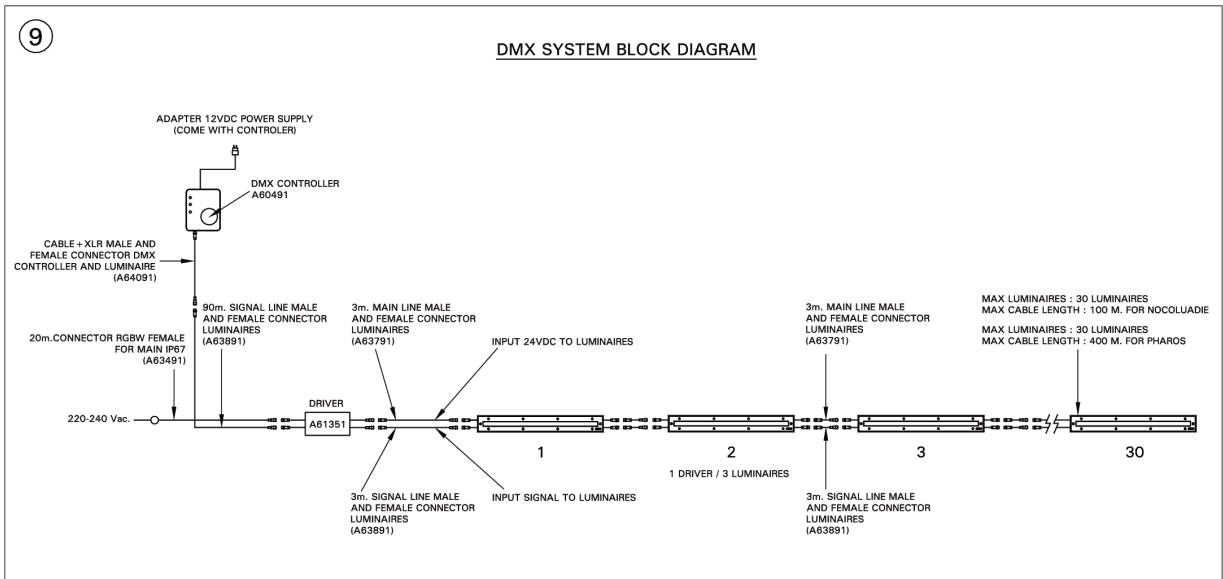 9
DMX SYSTEM BLOCK DIAGRAM
ADAPTER 12VDC POWER SUPPLY
(COME WITH CONTROLER)
DMX CONTROLLER
A60491
CABLE+XLR MALE AND
FEMALE CONNECTOR DMX
CONTROLLER AND LUMINAIRE
(A64091)
20m.CONNECTOR RGBW FEMALE
FOR MAIN IP67
(A63491)
90m. SIGNAL LINE MALE
AND FEMALE CONNECTOR
LUMINAIRES
(A63891)
3m. MAIN LINE MALE
AND FEMALE CONNECTOR
LUMINAIRES
(A63791)
INPUT 24VDC TO LUMINAIRES
3m. MAIN LINE MALE
AND FEMALE CONNECTOR
LUMINAIRES
(A63791)
MAX LUMINAIRES : 30 LUMINAIRES
MAX CABLE LENGTH : 100 M. FOR NOCOLUADIE
MAX LUMINAIRES : 30 LUMINAIRES
MAX CABLE LENGTH : 400 M. FOR PHAROS
220-240 Vac.
DRIVER
A61351
1
2
3
30
1 DRIVER / 3 LUMINAIRES
3m. SIGNAL LINE MALE
AND FEMALE CONNECTOR
LUMINAIRES
(A63891)
INPUT SIGNAL TO LUMINAIRES
3m. SIGNAL LINE MALE
AND FEMALE CONNECTOR
LUMINAIRES
(A63891)